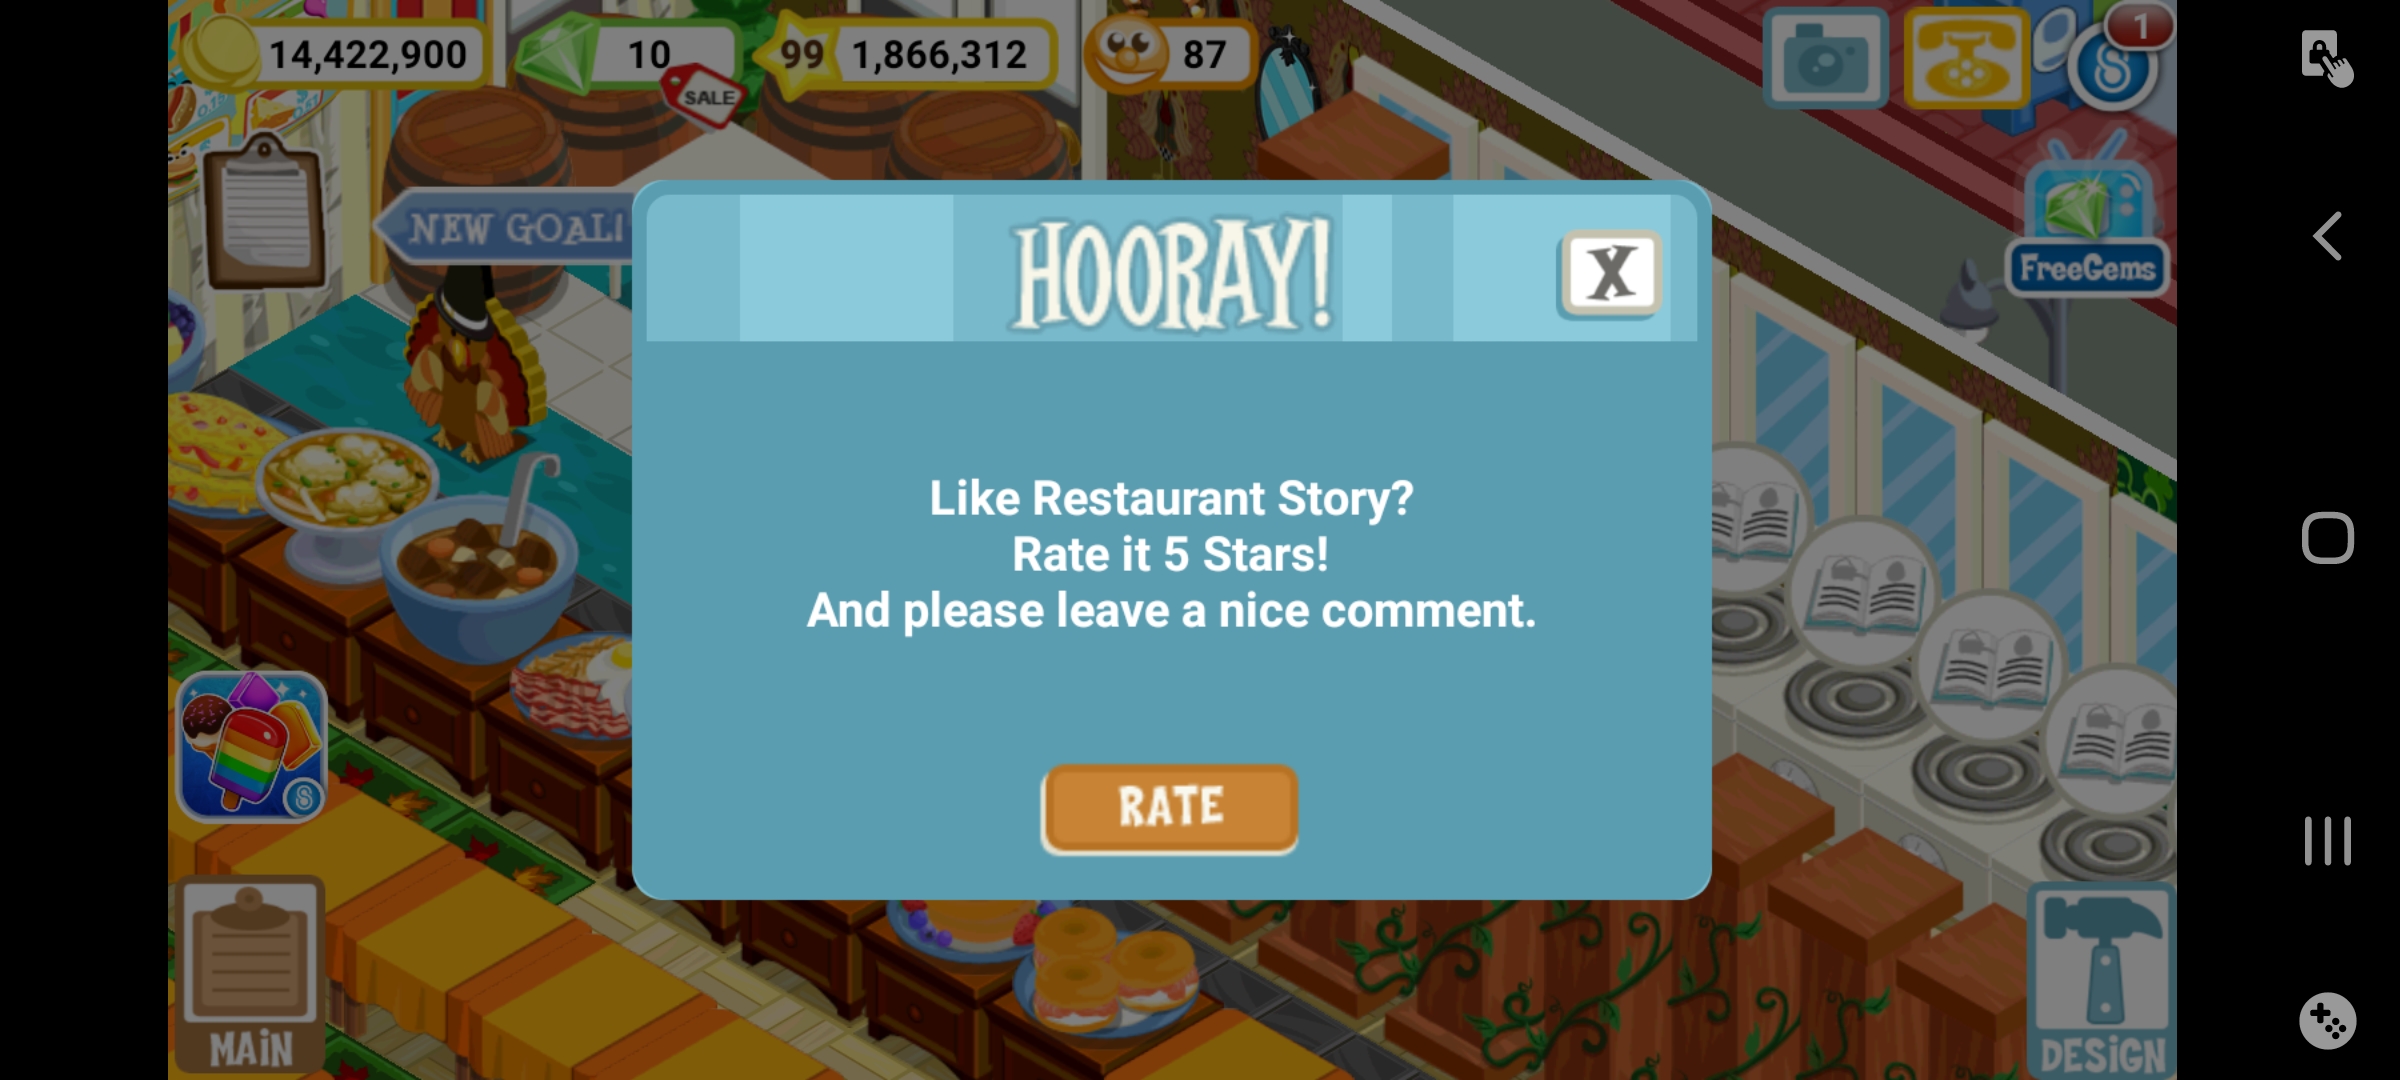 14,422,900
10
SALE
99
1,866,312
87
1
NEW GOAL!
FreeGems
HOORAY!
X
Like Restaurant Story?
Rate it 5 Stars!
And please leave a nice comment.
RATE
MAIN
DESIGN